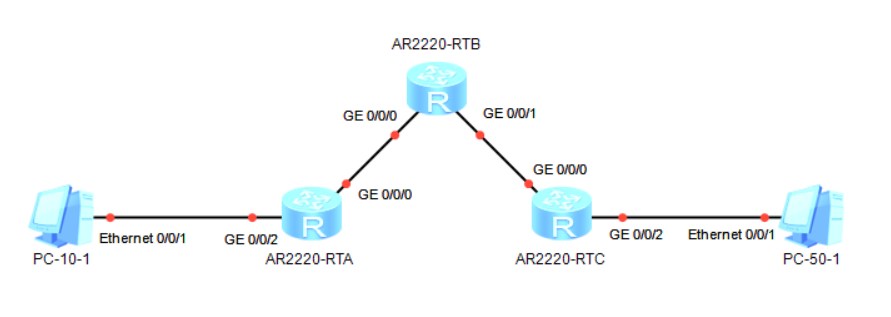 AR2220-RTB
R
GE 0/0/0
GE 0/0/1
GE 0/0/0
GE 0/0/0
R
R
Ethernet 0/0/1
GE 0/0/2
GE 0/0/2
Ethernet 0/0/1
PC-10-1
AR2220-RTA
AR2220-RTC
PC-50-1